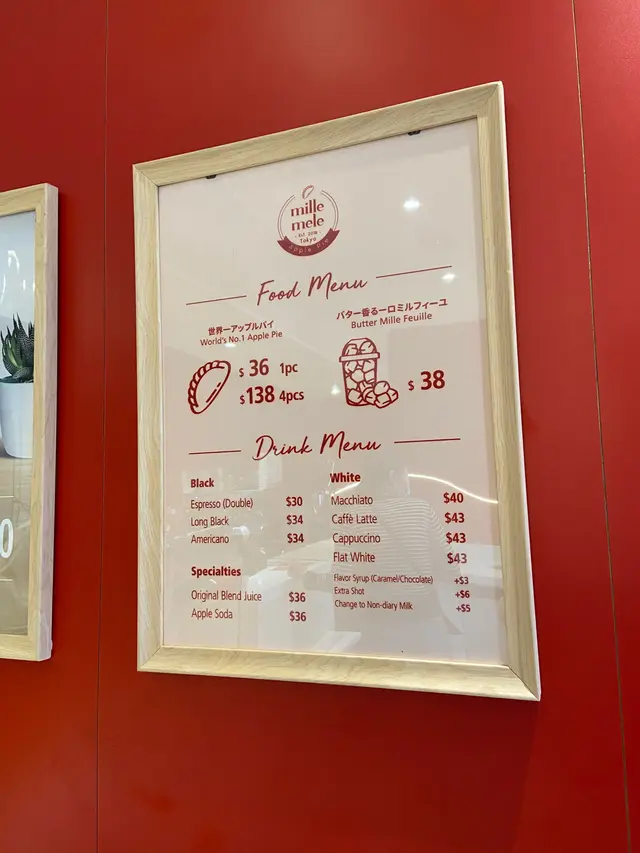 mille
mele
- Est. 2016 -
Tokyo
apple pie
Food Menu
世界一アップルパイ
World's No.1 Apple Pie
$ 36 1pc
$138 4pcs
バター香る一口ミルフィーユ
Butter Mille Feuille
$ 38
Drink Menu
Black
Espresso (Double) $30
Long Black $34
Americano $34
Specialties
Original Blend Juice $36
Apple Soda $36
White
Macchiato $40
Caffè Latte $43
Cappuccino $43
Flat White $43
Flavor Syrup (Caramel/Chocolate) +$3
Extra Shot +$6
Change to Non-diary Milk +$5